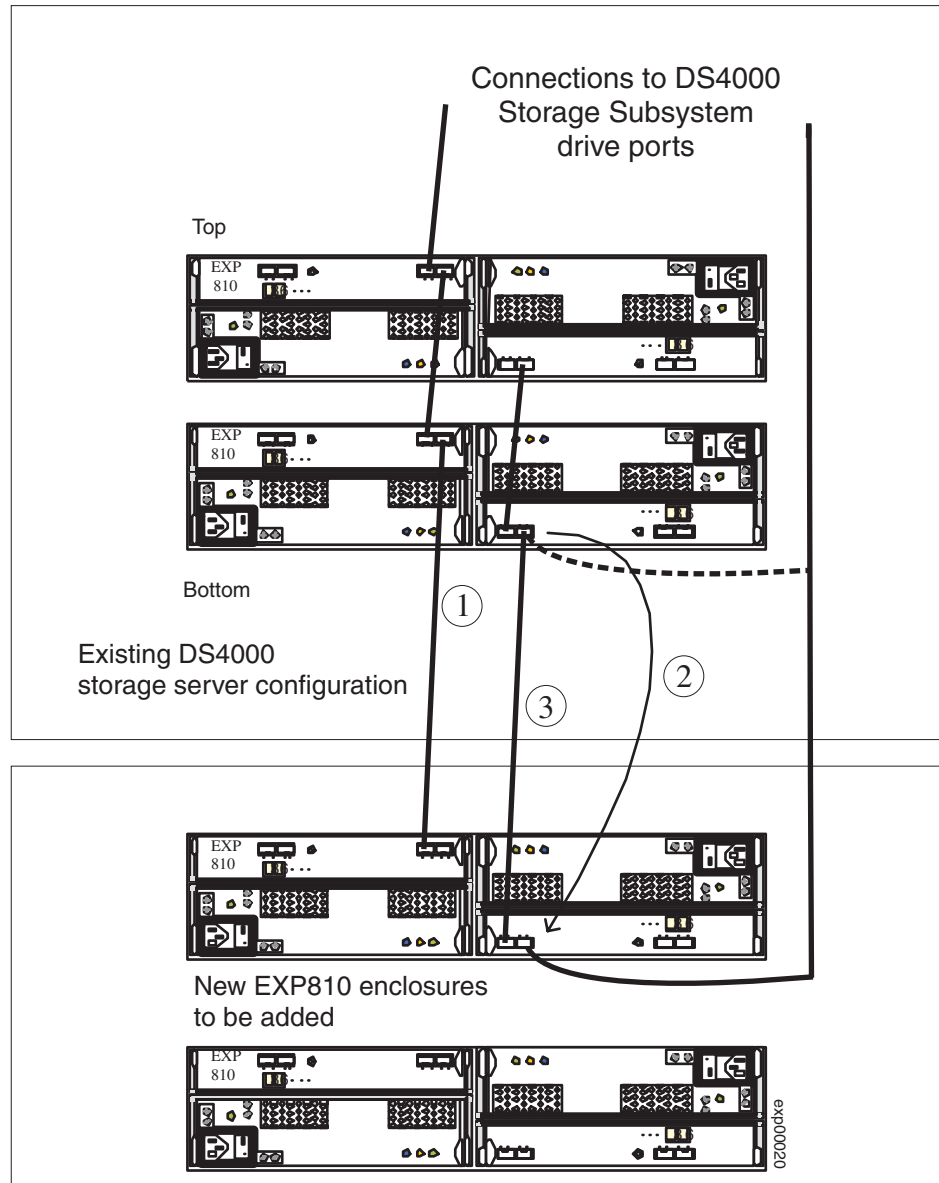 Connections to DS4000
Storage Subsystem
drive ports
Top
EXP
810
EXP
810
Bottom
1
Existing DS4000
storage server configuration
2
3
EXP
810
New EXP810 enclosures
to be added
EXP
810
exp00020